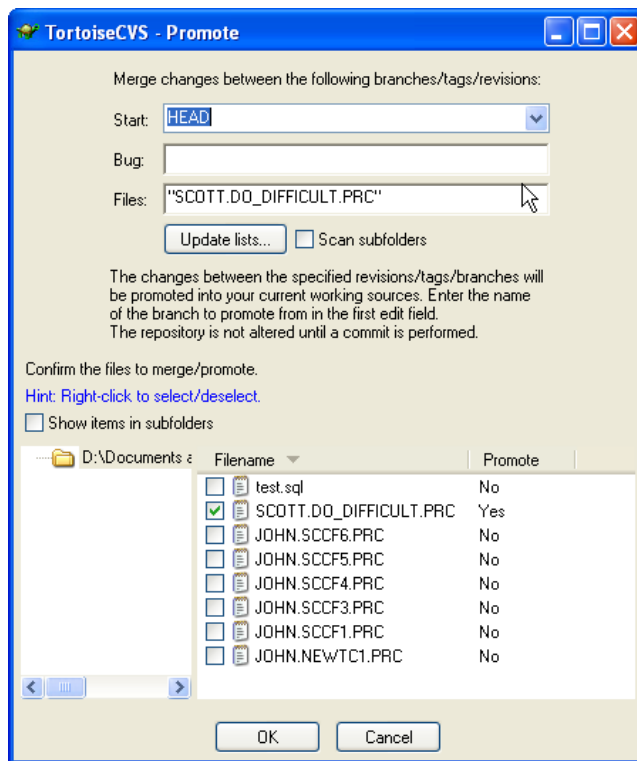 TortoiseCVS - Promote
Merge changes between the following branches/tags/revisions:
Start: HEAD
Bug:
Files: "SCOTT.DO_DIFFICULT.PRC"
Update lists... Scan subfolders
The changes between the specified revisions/tags/branches will
be promoted into your current working sources. Enter the name
of the branch to promote from in the first edit field.
The repository is not altered until a commit is performed.
Confirm the files to merge/promote.
Hint: Right-click to select/deselect.
Show items in subfolders
D:\Documents a Filename Promote
test.sql No
SCOTT.DO_DIFFICULT.PRC Yes
JOHN.SCCF6.PRC No
JOHN.SCCF5.PRC No
JOHN.SCCF4.PRC No
JOHN.SCCF3.PRC No
JOHN.SCCF1.PRC No
JOHN.NEWTC1.PRC No
OK Cancel